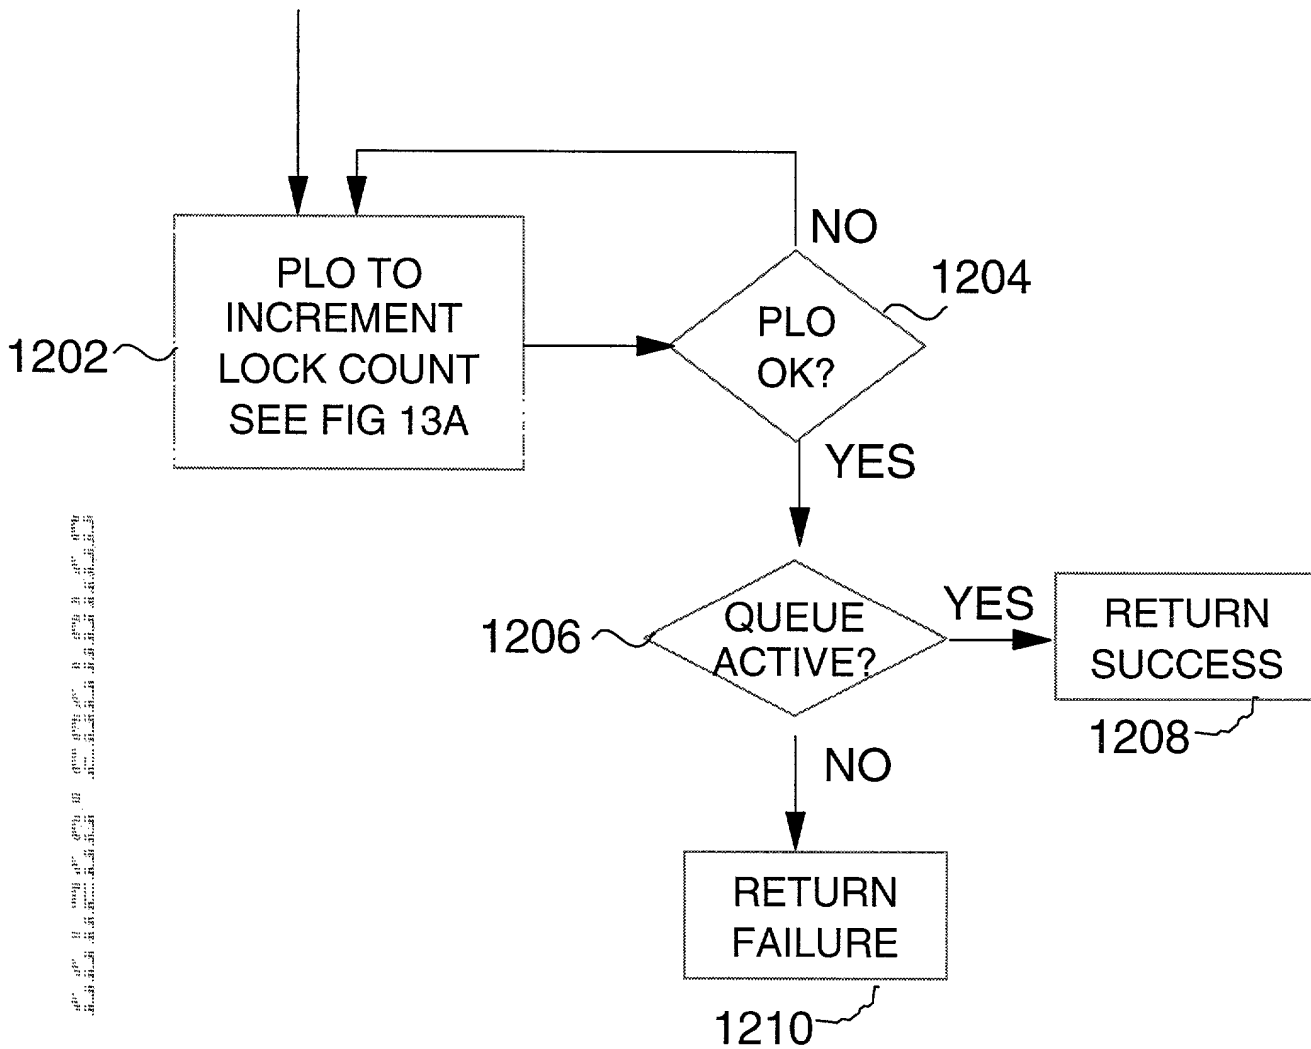 NO
PLO TO
INCREMENT
LOCK COUNT
SEE FIG 13A
1202
PLO
OK?
1204
YES
QUEUE
ACTIVE?
1206
YES
RETURN
SUCCESS
1208
NO
RETURN
FAILURE
1210